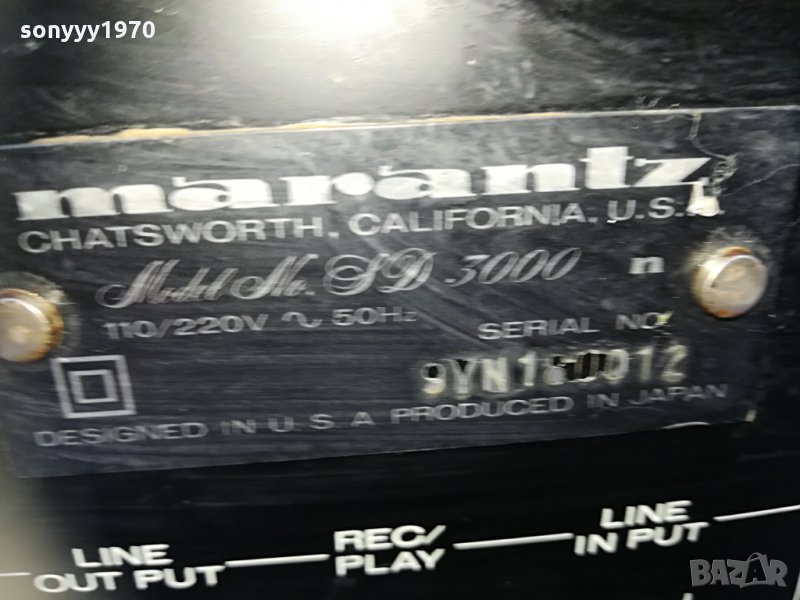 sonyyy1970
marantz
CHATSWORTH, CALIFORNIA, U.S.
Model No. SD 3000 n
110/220V ~ 50Hz
SERIAL NO.
DESIGNED IN U.S.A PRODUCED IN JAPAN
LINE OUT PUT
REC/ PLAY
LINE IN PUT
BAZAR